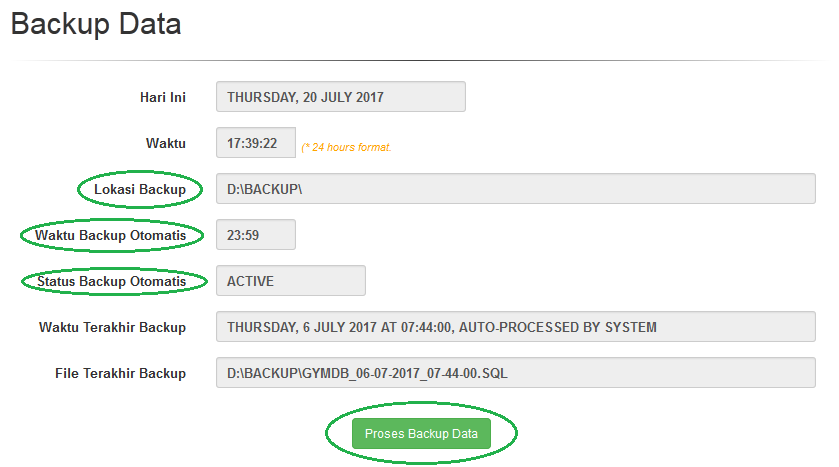 Backup Data
Hari Ini THURSDAY, 20 JULY 2017
Waktu 17:39:22 (* 24 hours format.
Lokasi Backup D:\BACKUP\
Waktu Backup Otomatis 23:59
Status Backup Otomatis ACTIVE
Waktu Terakhir Backup THURSDAY, 6 JULY 2017 AT 07:44:00, AUTO-PROCESSED BY SYSTEM
File Terakhir Backup D:\BACKUP\GYMDB_06-07-2017_07-44-00.SQL
Proses Backup Data